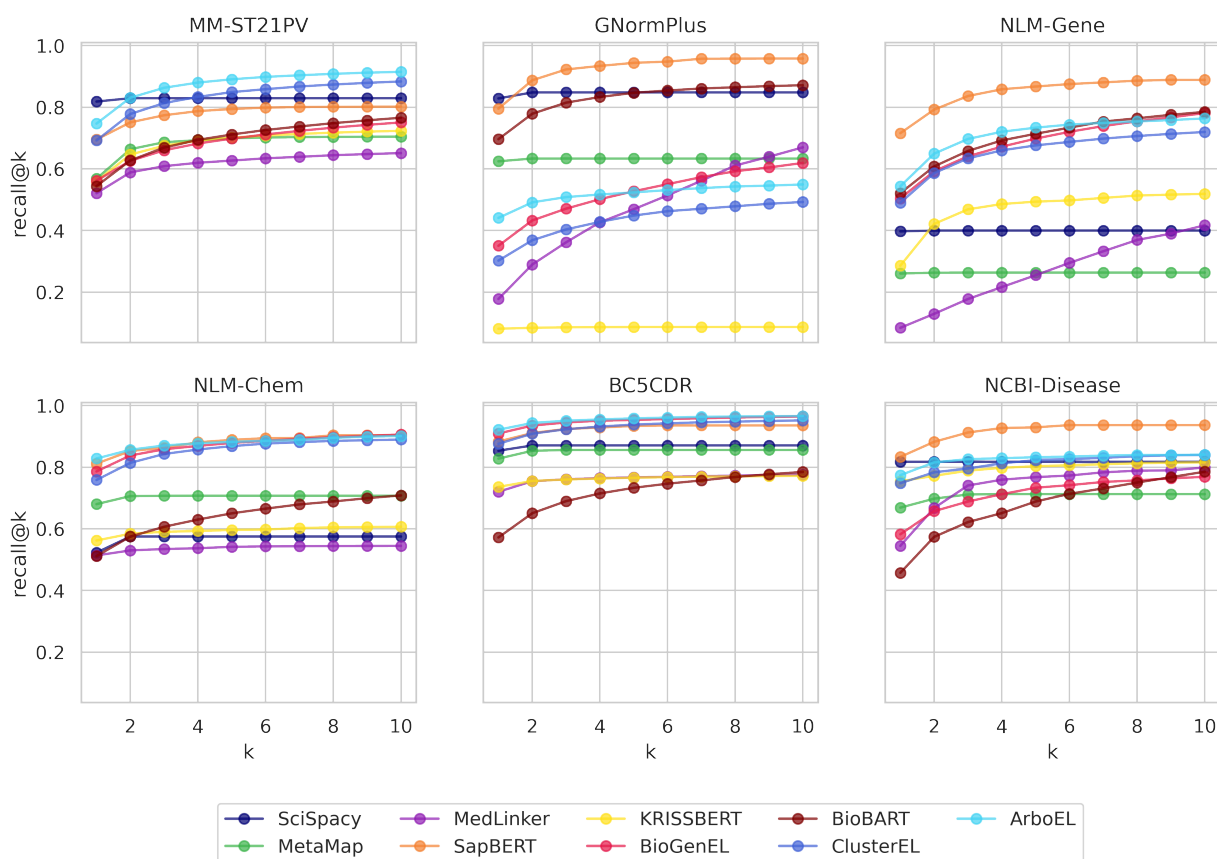 MM-ST21PV GNormPlus NLM-Gene
1.0
0.8
0.6
0.4
0.2
recall@k
NLM-Chem BC5CDR NCBI-Disease
1.0
0.8
0.6
0.4
0.2
recall@k
2 4 6 8 10 2 4 6 8 10 2 4 6 8 10
k k k
SciSpacy MedLinker KRISSBERT BioBART ArboEL
MetaMap SapBERT BioGenEL ClusterEL